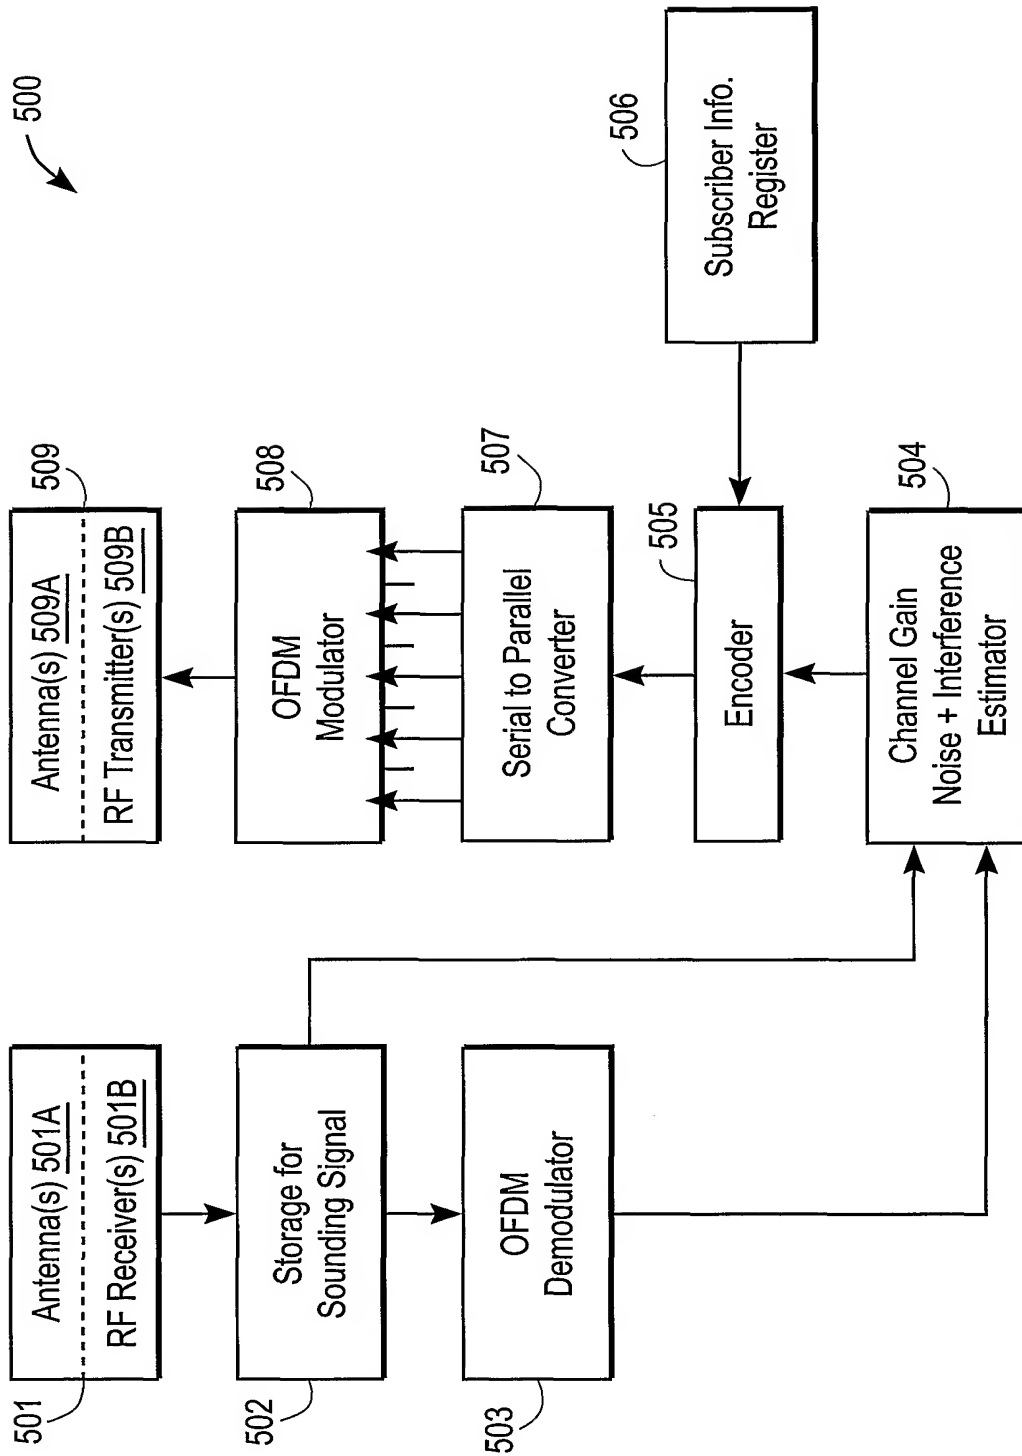 500
501
Antenna(s) 501A
RF Receiver(s) 501B
502
Storage for
Sounding Signal
503
OFDM
Demodulator
509
Antenna(s) 509A
RF Transmitter(s) 509B
508
OFDM
Modulator
507
Serial to Parallel
Converter
505
Encoder
504
Channel Gain
Noise + Interference
Estimator
506
Subscriber Info.
Register